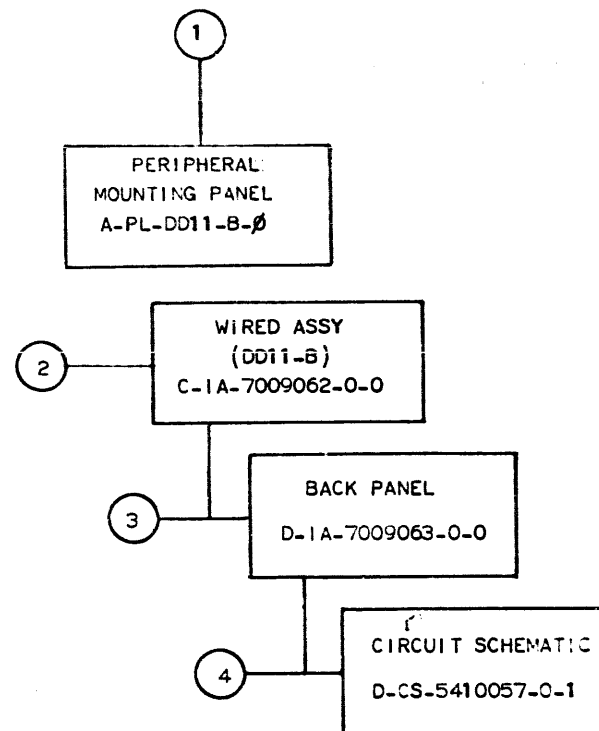 1
PERIPHERAL
MOUNTING PANEL
A-PL-DD11-B-Ø
WIRED ASSY
(DD11-B)
2
C-IA-7009062-0-0
BACK PANEL
3
D-IA-7009063-0-0
CIRCUIT SCHEMATIC
4
D-CS-5410057-0-1